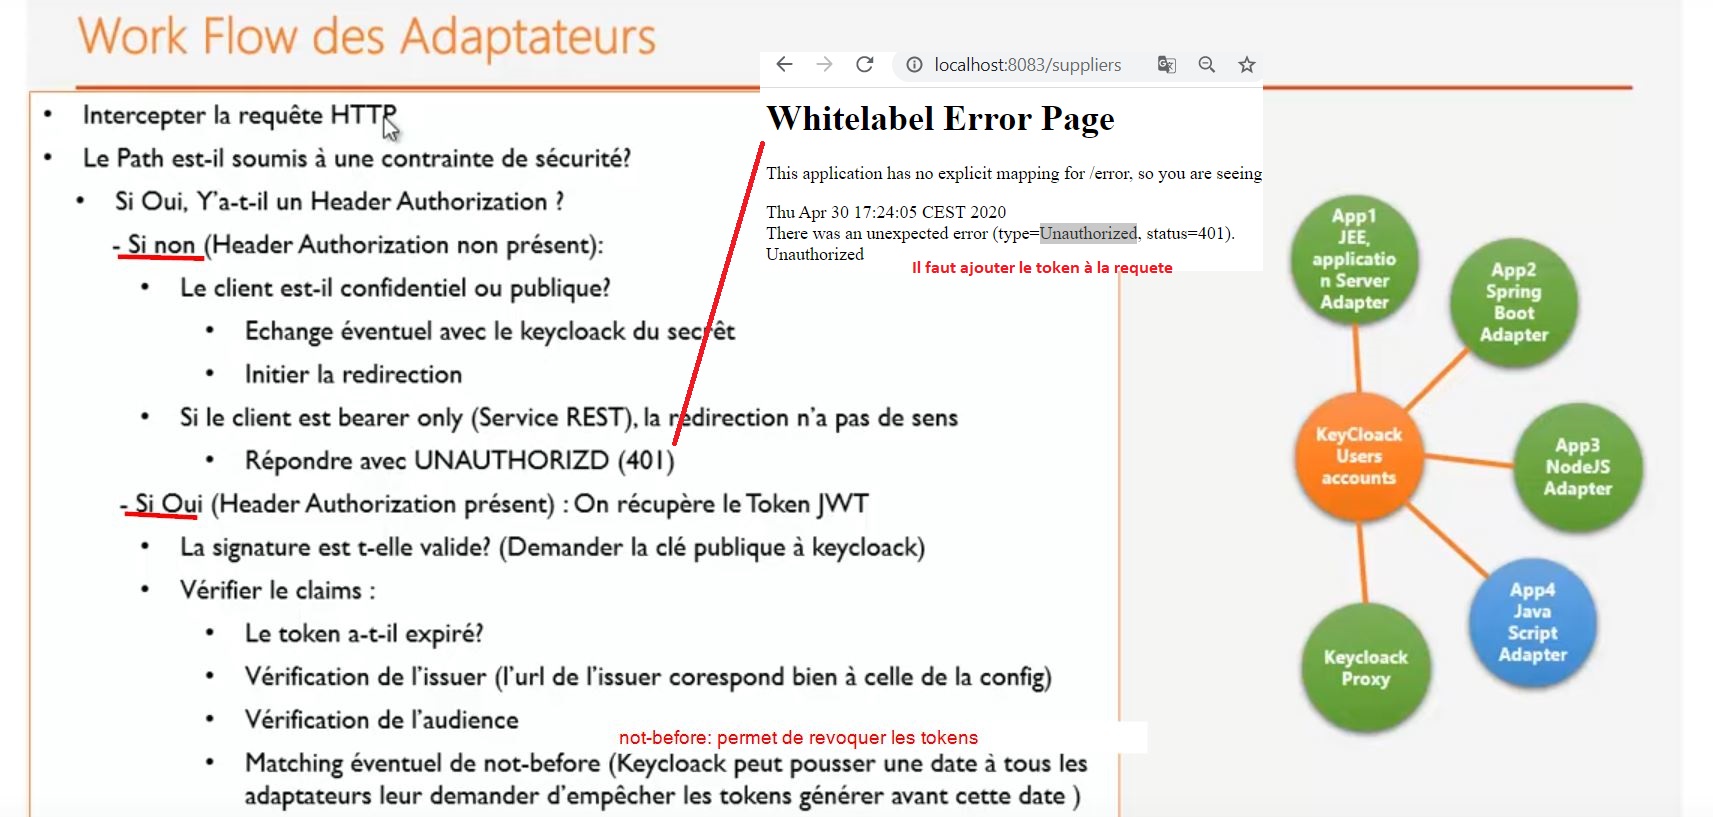 Work Flow des Adaptateurs
• Intercepter la requête HTTP
• Le Path est-il soumis à une contrainte de sécurité?
• Si Oui, Y'a-t-il un Header Authorization ?
- Si non (Header Authorization non présent):
• Le client est-il confidentiel ou publique?
• Echange éventuel avec le keycloack du secrêt
• Initier la redirection
• Si le client est bearer only (Service REST), la redirection n'a pas de sens
• Répondre avec UNAUTHORIZD (401)
- Si Oui (Header Authorization présent) : On récupère le Token JWT
• La signature est t-elle valide? (Demander la clé publique à keycloack)
• Vérifier le claims :
• Le token a-t-il expiré?
• Vérification de l'issuer (l'url de l'issuer corespond bien à celle de la config)
• Vérification de l'audience
not-before: permet de revoquer les tokens
• Matching éventuel de not-before (Keycloack peut pousser une date à tous les
adaptateurs leur demander d'empêcher les tokens générer avant cette date )
localhost:8083/suppliers
Whitelabel Error Page
This application has no explicit mapping for /error, so you are seeing
Thu Apr 30 17:24:05 CEST 2020
There was an unexpected error (type=Unauthorized, status=401).
Unauthorized
Il faut ajouter le token à la requete
App1
JEE,
applicatio
n Server
Adapter
App2
Spring
Boot
Adapter
KeyCloack
Users
accounts
App3
NodeJS
Adapter
App4
Java
Script
Adapter
Keycloack
Proxy